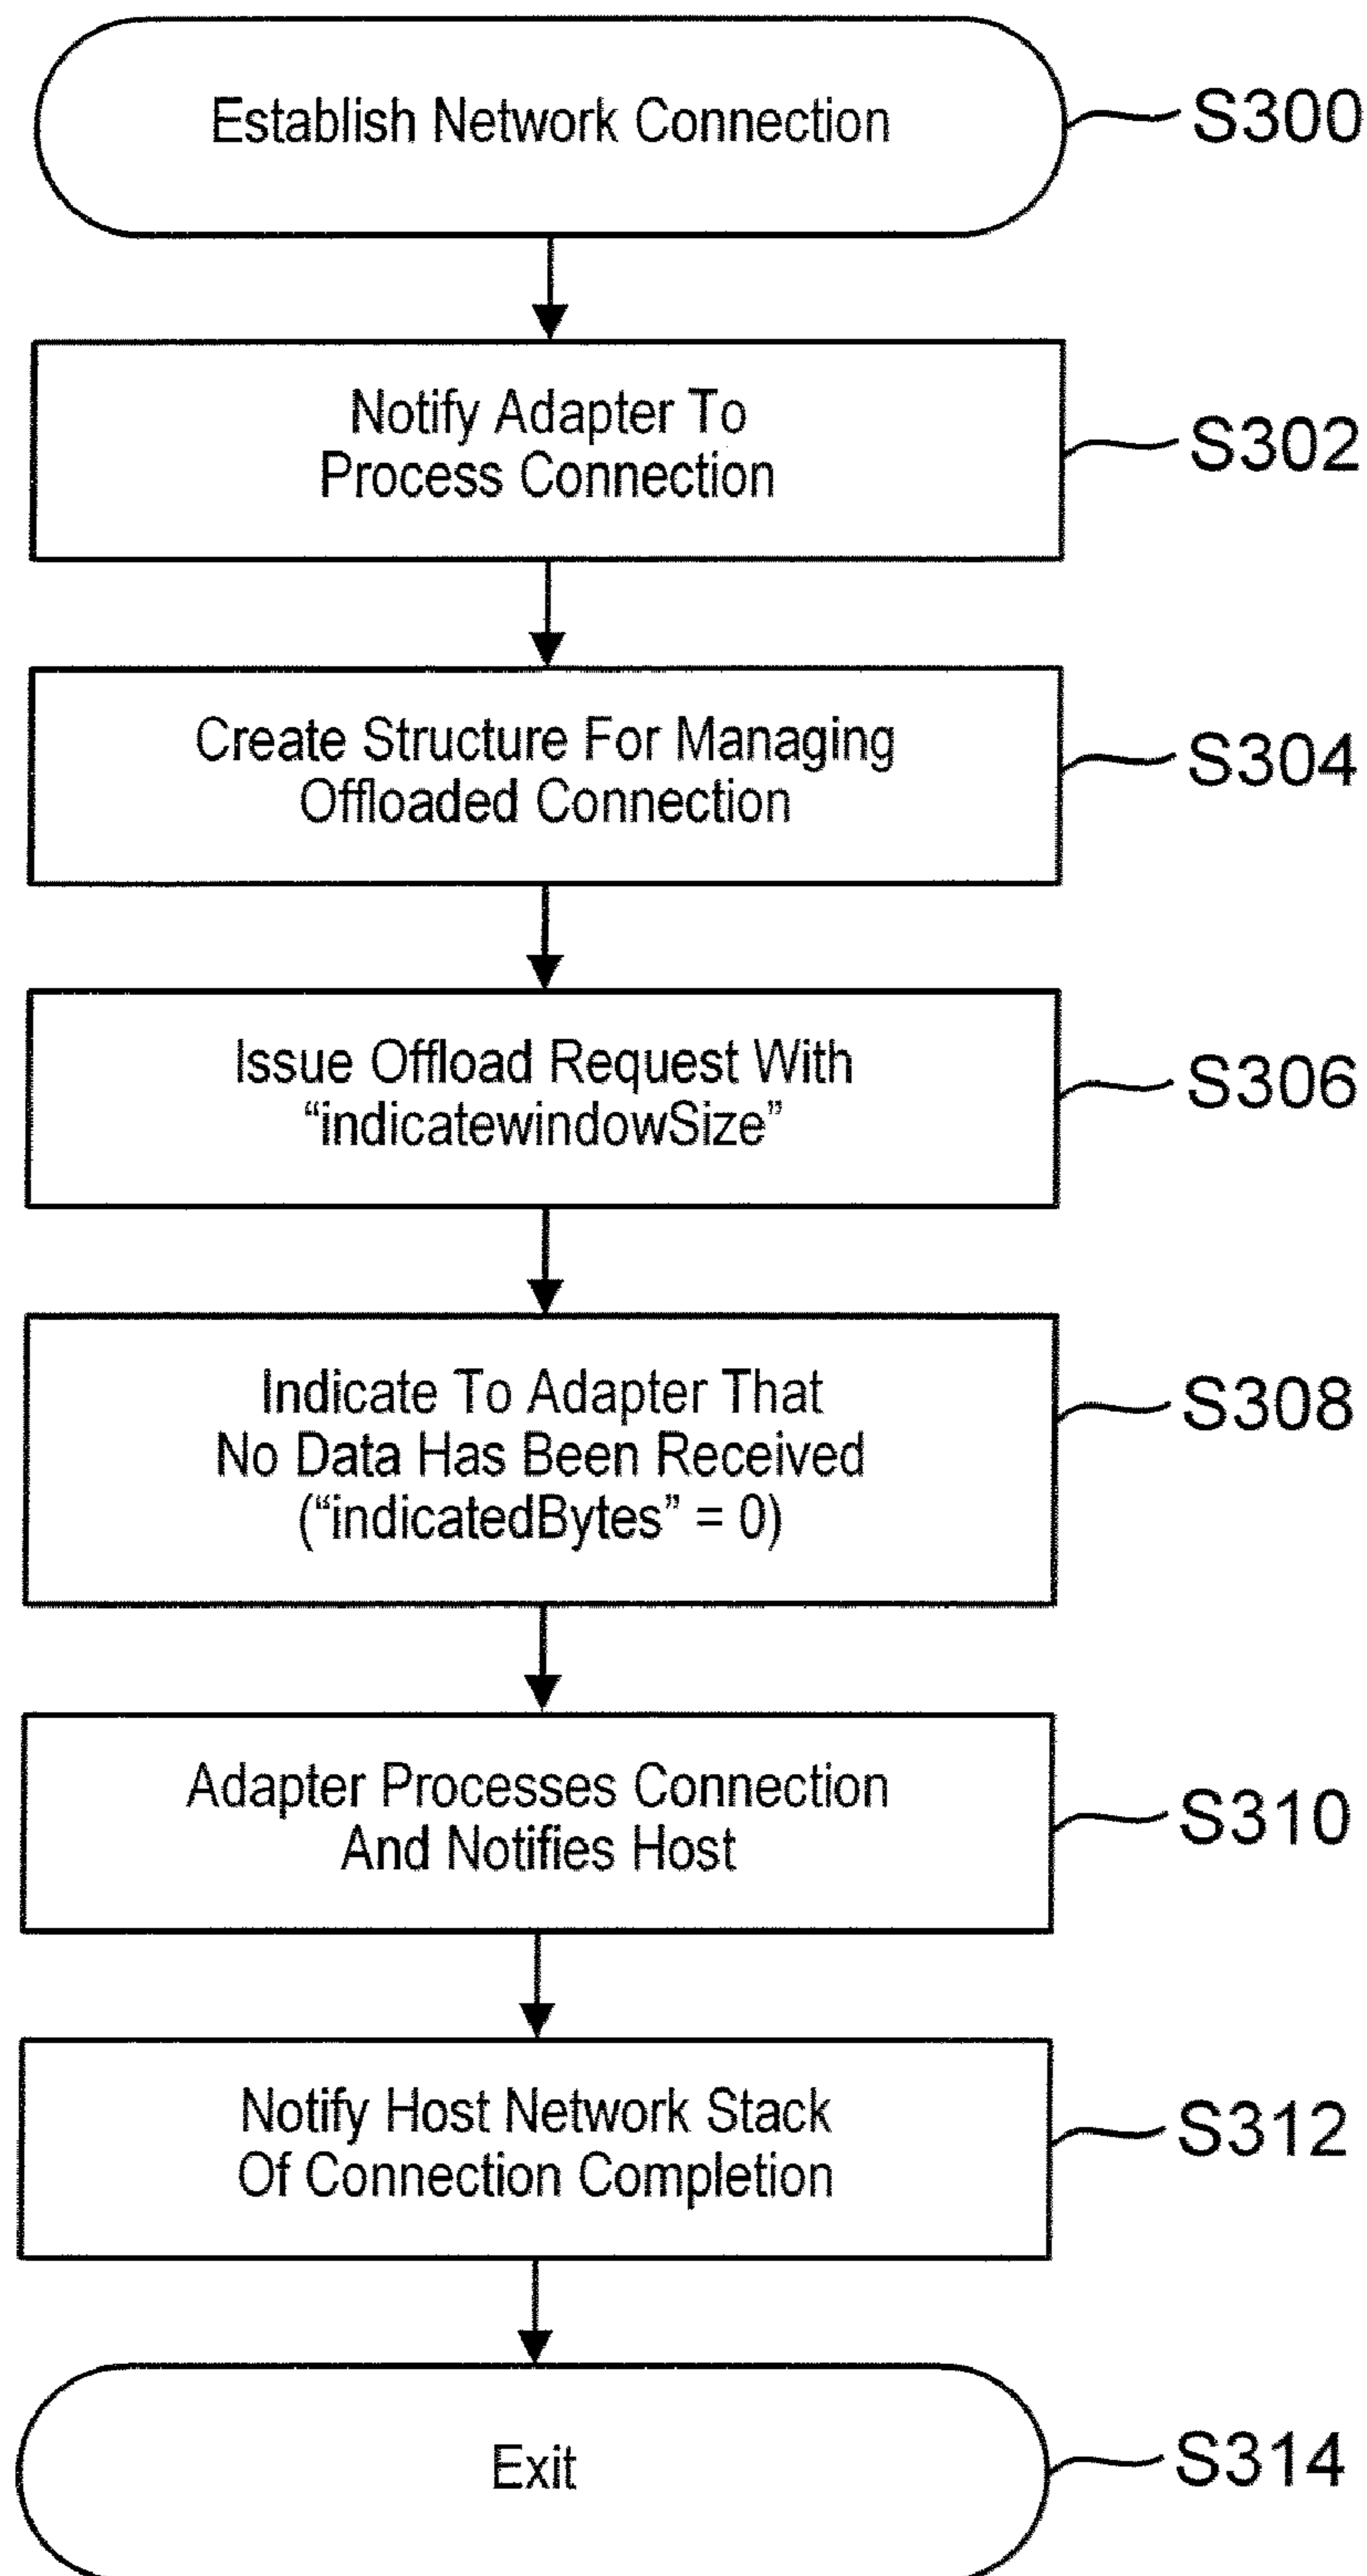 Establish Network Connection
S300
Notify Adapter To
Process Connection
S302
Create Structure For Managing
Offloaded Connection
S304
Issue Offload Request With
“indicatewindowSize”
S306
Indicate To Adapter That
No Data Has Been Received
(“indicatedBytes” = 0)
S308
Adapter Processes Connection
And Notifies Host
S310
Notify Host Network Stack
Of Connection Completion
S312
Exit
S314